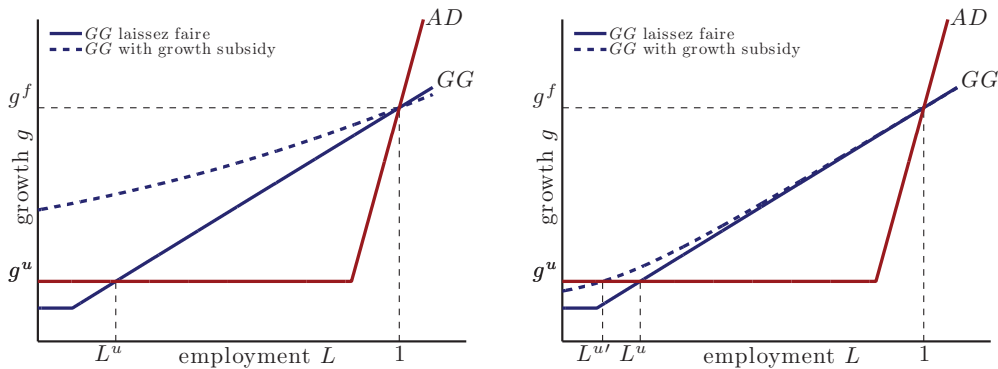 AD
GG laissez faire
GG with growth subsidy
GG
g^f
growth g
g^u
L^u
employment L
1
AD
GG laissez faire
GG with growth subsidy
GG
g^f
growth g
g^u
L^u′ L^u
employment L
1